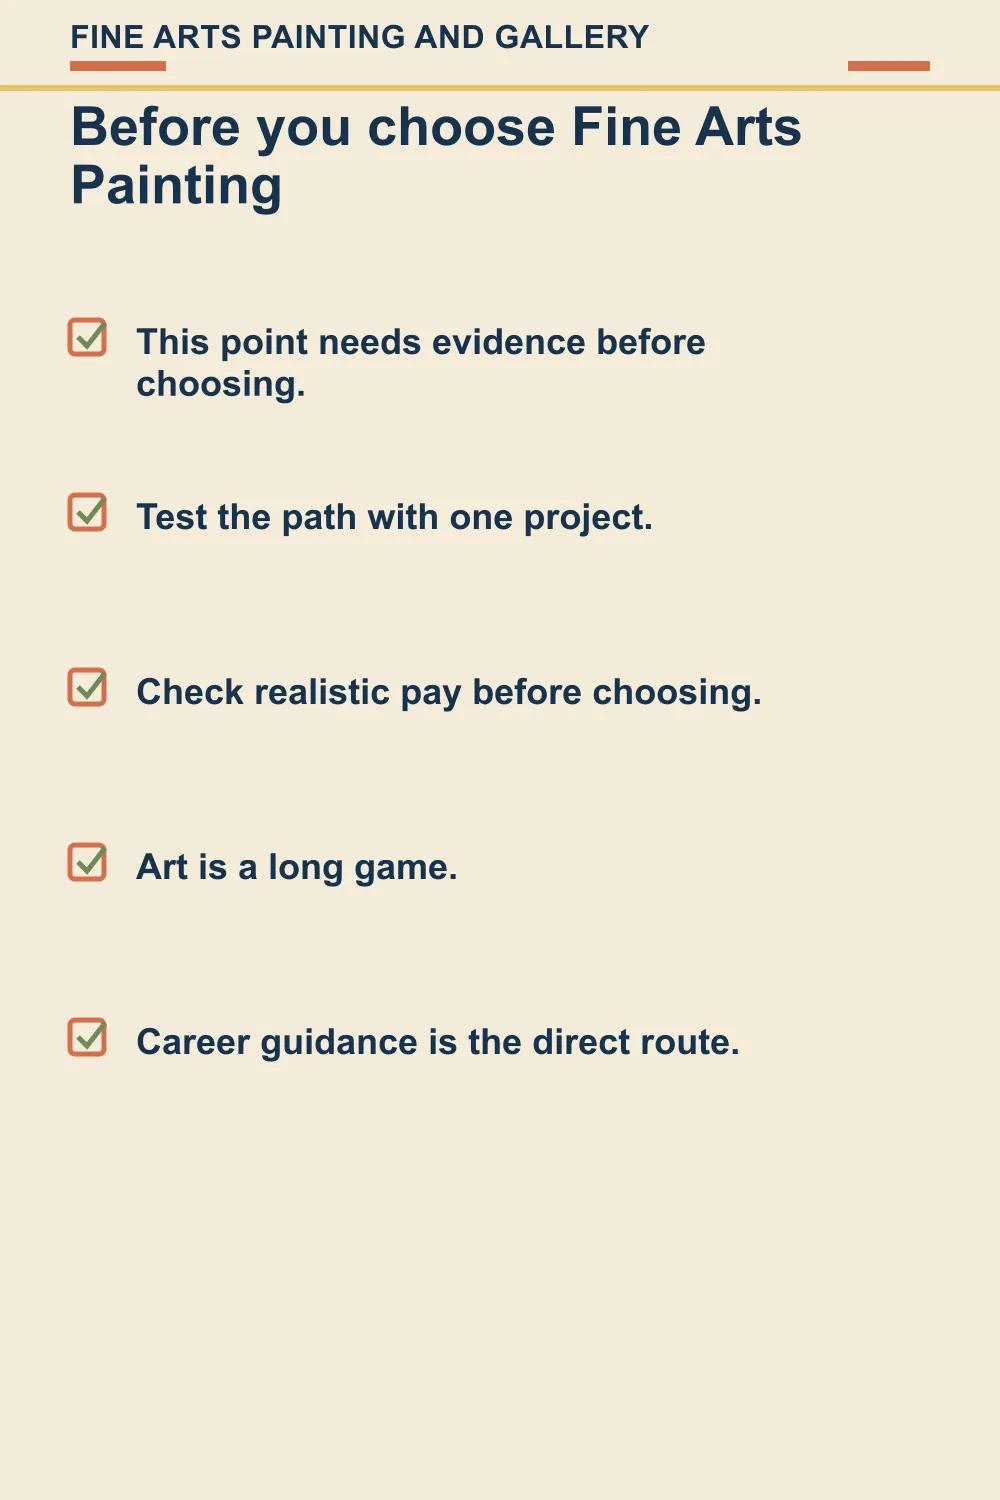 FINE ARTS PAINTING AND GALLERY
Before you choose Fine Arts
Painting
This point needs evidence before
choosing.
Test the path with one project.
Check realistic pay before choosing.
Art is a long game.
Career guidance is the direct route.